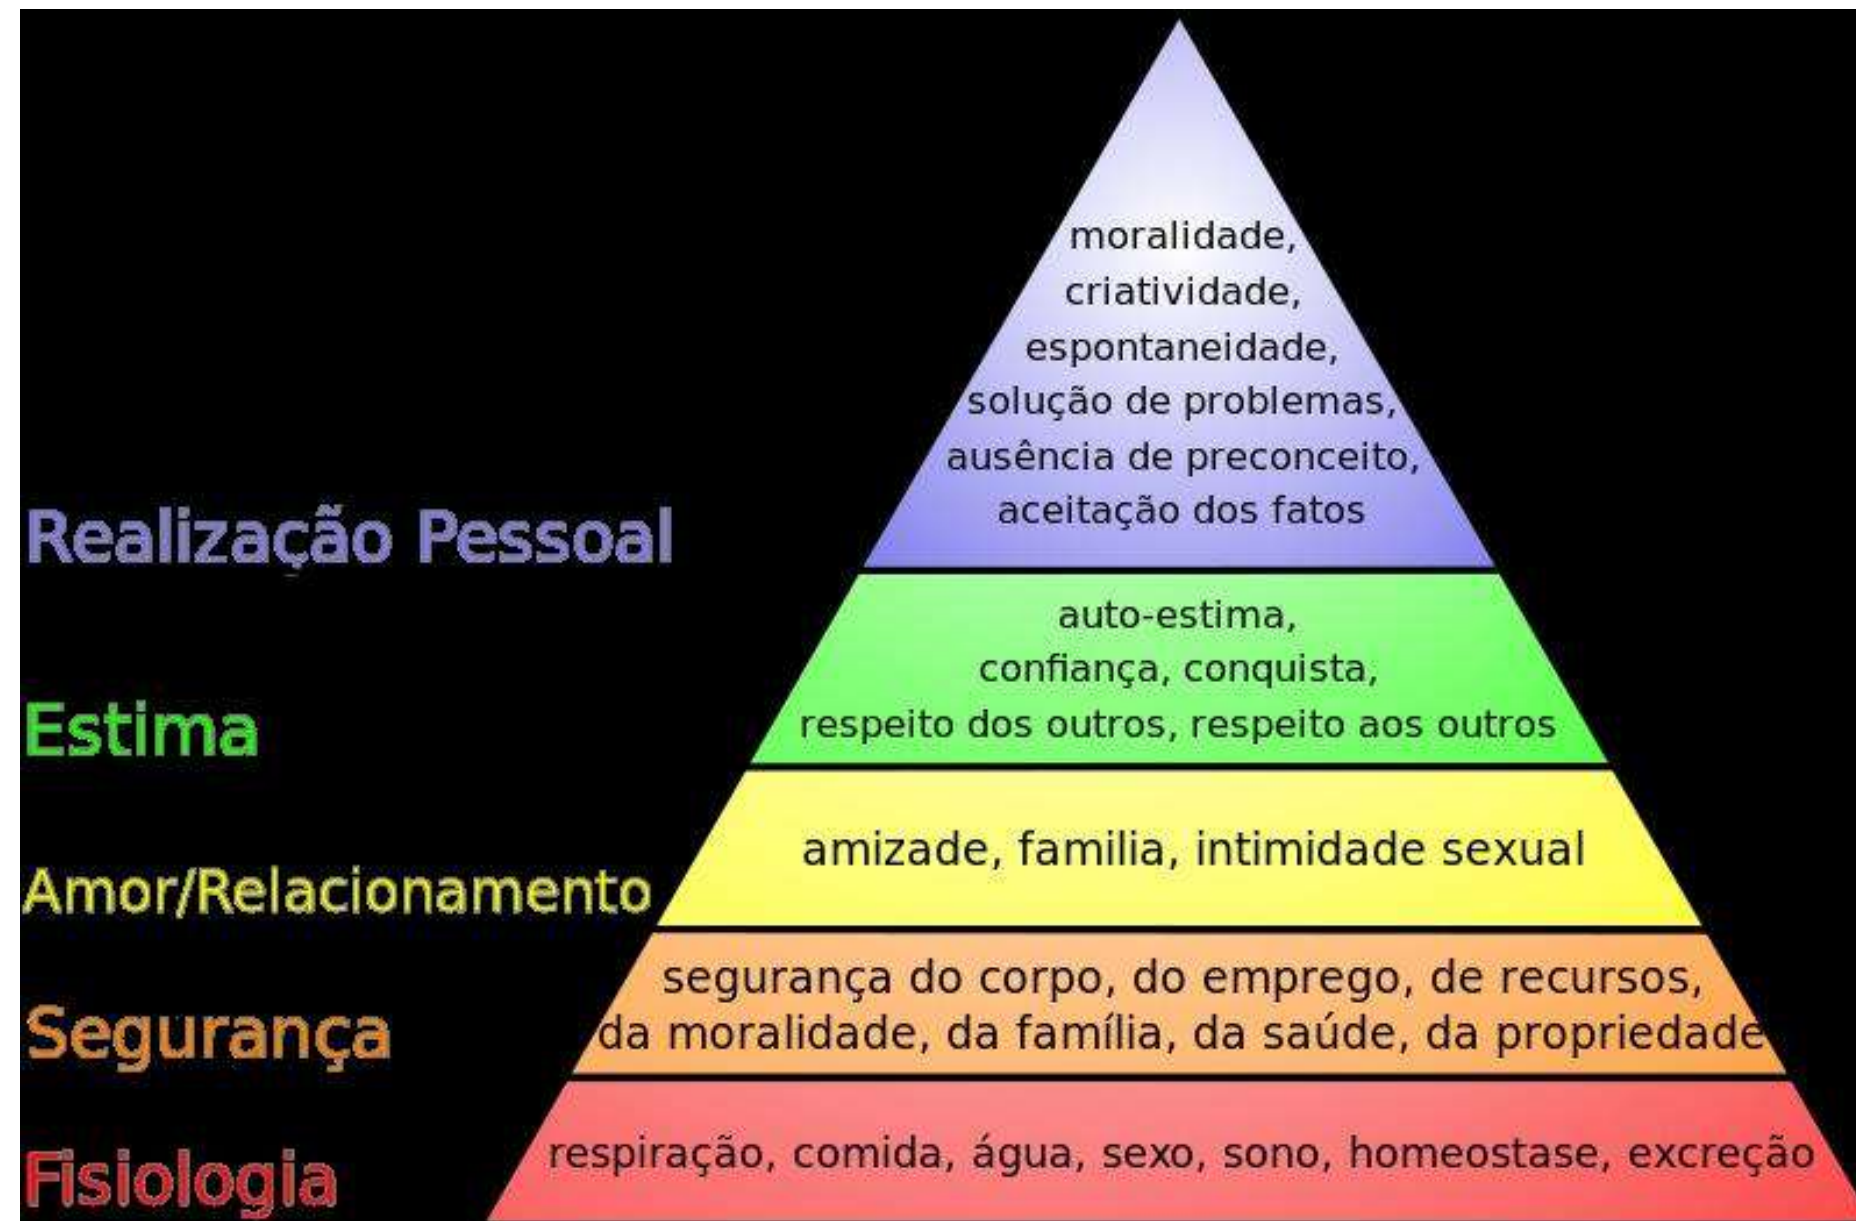 moralidade,
criatividade,
espontaneidade,
solução de problemas,
ausência de preconceito,
aceitação dos fatos
Realização Pessoal
auto-estima,
confiança, conquista,
respeito dos outros, respeito aos outros
Estima
amizade, familia, intimidade sexual
Amor/Relacionamento
segurança do corpo, do emprego, de recursos,
da moralidade, da família, da saúde, da propriedade
Segurança
respiração, comida, água, sexo, sono, homeostase, excreção
Fisiologia